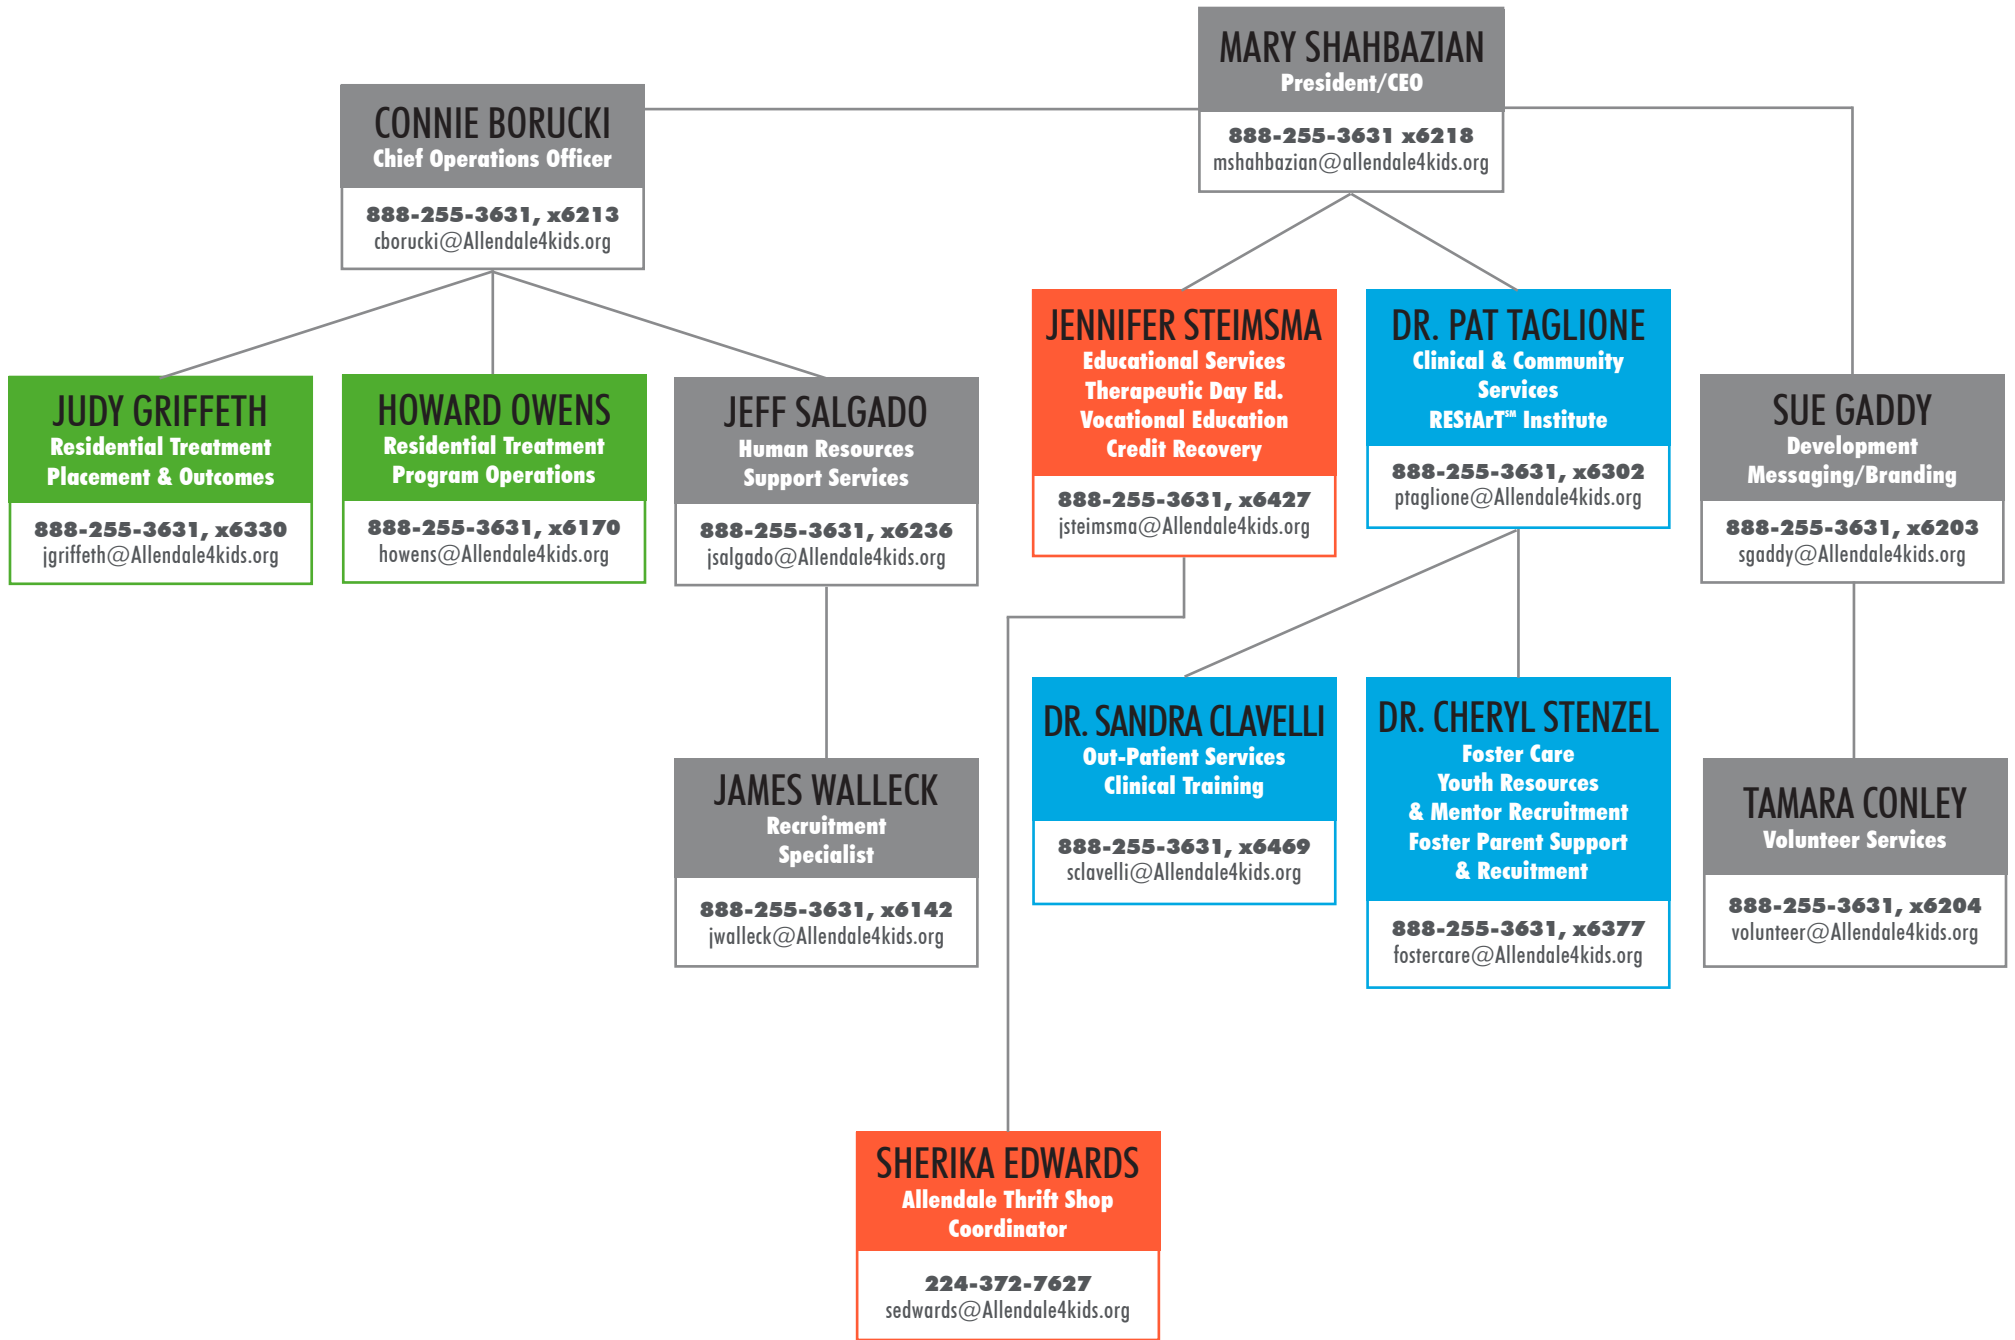 MARY SHAHBAZIAN
President/CEO
888-255-3631 x6218
mshahbazian@allendale4kids.org
CONNIE BORUCKI
Chief Operations Officer
888-255-3631, x6213
cborucki@Allendale4kids.org
JUDY GRIFFETH
Residential Treatment
Placement & Outcomes
888-255-3631, x6330
jgriffeth@Allendale4kids.org
HOWARD OWENS
Residential Treatment
Program Operations
888-255-3631, x6170
howens@Allendale4kids.org
JEFF SALGADO
Human Resources
Support Services
888-255-3631, x6236
jsalgado@Allendale4kids.org
JENNIFER STEIMSMA
Educational Services
Therapeutic Day Ed.
Vocational Education
Credit Recovery
888-255-3631, x6427
jsteimsma@Allendale4kids.org
DR. PAT TAGLIONE
Clinical & Community
Services
REStArT℠ Institute
888-255-3631, x6302
ptaglione@Allendale4kids.org
SUE GADDY
Development
Messaging/Branding
888-255-3631, x6203
sgaddy@Allendale4kids.org
JAMES WALLECK
Recruitment
Specialist
888-255-3631, x6142
jwalleck@Allendale4kids.org
DR. SANDRA CLAVELLI
Out-Patient Services
Clinical Training
888-255-3631, x6469
sclavelli@Allendale4kids.org
DR. CHERYL STENZEL
Foster Care
Youth Resources
& Mentor Recruitment
Foster Parent Support
& Recuitment
888-255-3631, x6377
fostercare@Allendale4kids.org
TAMARA CONLEY
Volunteer Services
888-255-3631, x6204
volunteer@Allendale4kids.org
SHERIKA EDWARDS
Allendale Thrift Shop
Coordinator
224-372-7627
sedwards@Allendale4kids.org